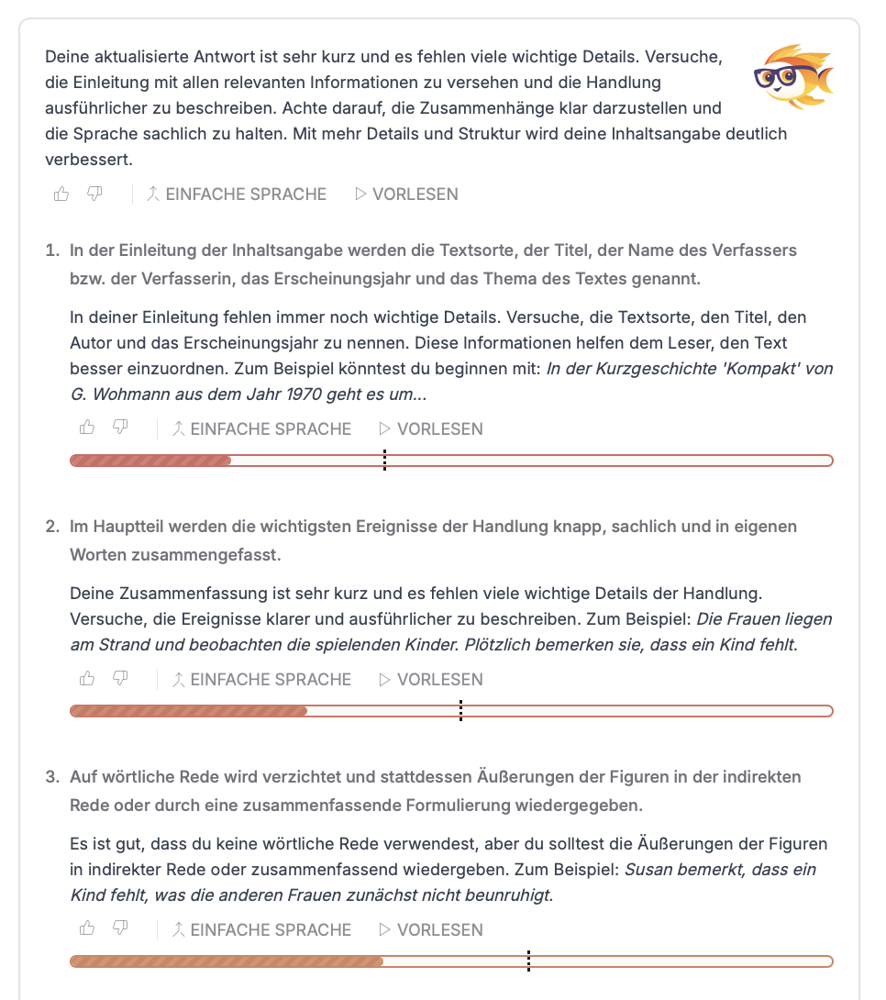 Deine aktualisierte Antwort ist sehr kurz und es fehlen viele wichtige Details. Versuche,
die Einleitung mit allen relevanten Informationen zu versehen und die Handlung
ausführlicher zu beschreiben. Achte darauf, die Zusammenhänge klar darzustellen und
die Sprache sachlich zu halten. Mit mehr Details und Struktur wird deine Inhaltsangabe deutlich
verbessert.
EINFACHE SPRACHE VORLESEN
1. In der Einleitung der Inhaltsangabe werden die Textsorte, der Titel, der Name des Verfassers
bzw. der Verfasserin, das Erscheinungsjahr und das Thema des Textes genannt.
In deiner Einleitung fehlen immer noch wichtige Details. Versuche, die Textsorte, den Titel, den
Autor und das Erscheinungsjahr zu nennen. Diese Informationen helfen dem Leser, den Text
besser einzuordnen. Zum Beispiel könntest du beginnen mit: In der Kurzgeschichte 'Kompakt' von
G. Wohmann aus dem Jahr 1970 geht es um...
EINFACHE SPRACHE VORLESEN
2. Im Hauptteil werden die wichtigsten Ereignisse der Handlung knapp, sachlich und in eigenen
Worten zusammengefasst.
Deine Zusammenfassung ist sehr kurz und es fehlen viele wichtige Details der Handlung.
Versuche, die Ereignisse klarer und ausführlicher zu beschreiben. Zum Beispiel: Die Frauen liegen
am Strand und beobachten die spielenden Kinder. Plötzlich bemerken sie, dass ein Kind fehlt.
EINFACHE SPRACHE VORLESEN
3. Auf wörtliche Rede wird verzichtet und stattdessen Äußerungen der Figuren in der indirekten
Rede oder durch eine zusammenfassende Formulierung wiedergegeben.
Es ist gut, dass du keine wörtliche Rede verwendest, aber du solltest die Äußerungen der Figuren
in indirekter Rede oder zusammenfassend wiedergeben. Zum Beispiel: Susan bemerkt, dass ein
Kind fehlt, was die anderen Frauen zunächst nicht beunruhigt.
EINFACHE SPRACHE VORLESEN